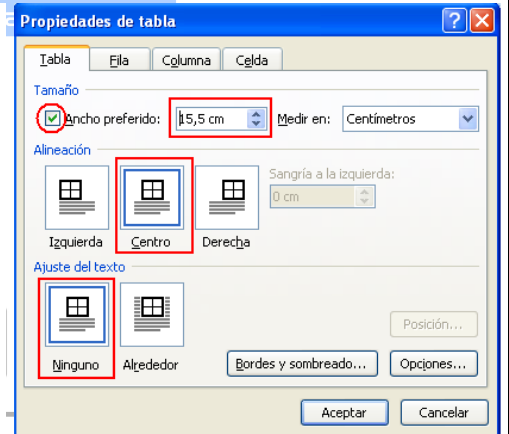 Propiedades de tabla
Tabla Fila Columna Celda
Tamaño
Ancho preferido: 15,5 cm Medir en: Centímetros
Alineación
Sangría a la izquierda:
0 cm
Izquierda Centro Derecha
Ajuste del texto
Posición...
Ninguno Alrededor Bordes y sombreado... Opciones...
Aceptar Cancelar